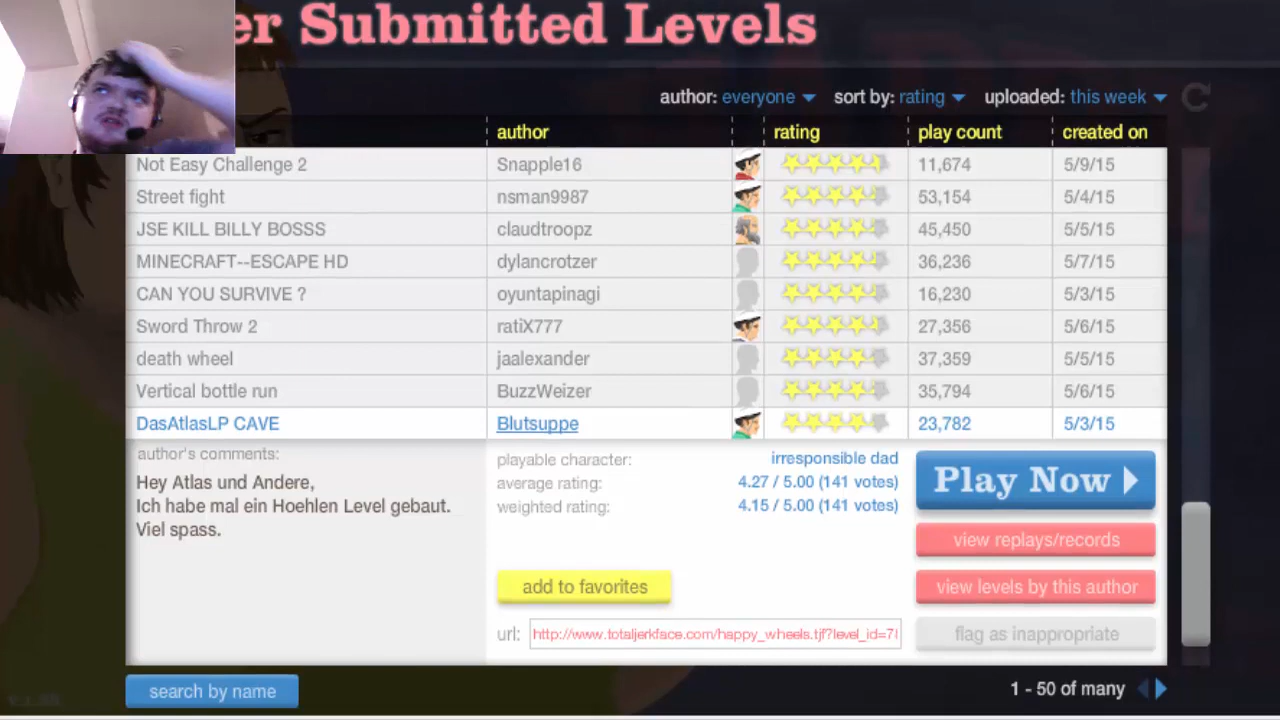 er Submitted Levels
author: everyone sort by: rating uploaded: this week
author rating play count created on
Not Easy Challenge 2 Snapple16 11,674 5/9/15
Street fight nsman9987 53,154 5/4/15
JSE KILL BILLY BOSSS claudtroopz 45,450 5/5/15
MINECRAFT--ESCAPE HD dylancrotzer 36,236 5/7/15
CAN YOU SURVIVE ? oyuntapinagi 16,230 5/3/15
Sword Throw 2 ratiX777 27,356 5/6/15
death wheel jaalexander 37,359 5/5/15
Vertical bottle run BuzzWeizer 35,794 5/6/15
DasAtlasLP CAVE Blutsuppe 23,782 5/3/15
author's comments:
Hey Atlas und Andere,
Ich habe mal ein Hoehlen Level gebaut.
Viel spass.
playable character: irresponsible dad
average rating: 4.27 / 5.00 (141 votes)
weighted rating: 4.15 / 5.00 (141 votes)
add to favorites
url: http://www.totaljerkface.com/happy_wheels.tjf?level_id=7
Play Now
view replays/records
view levels by this author
flag as inappropriate
search by name
1 - 50 of many